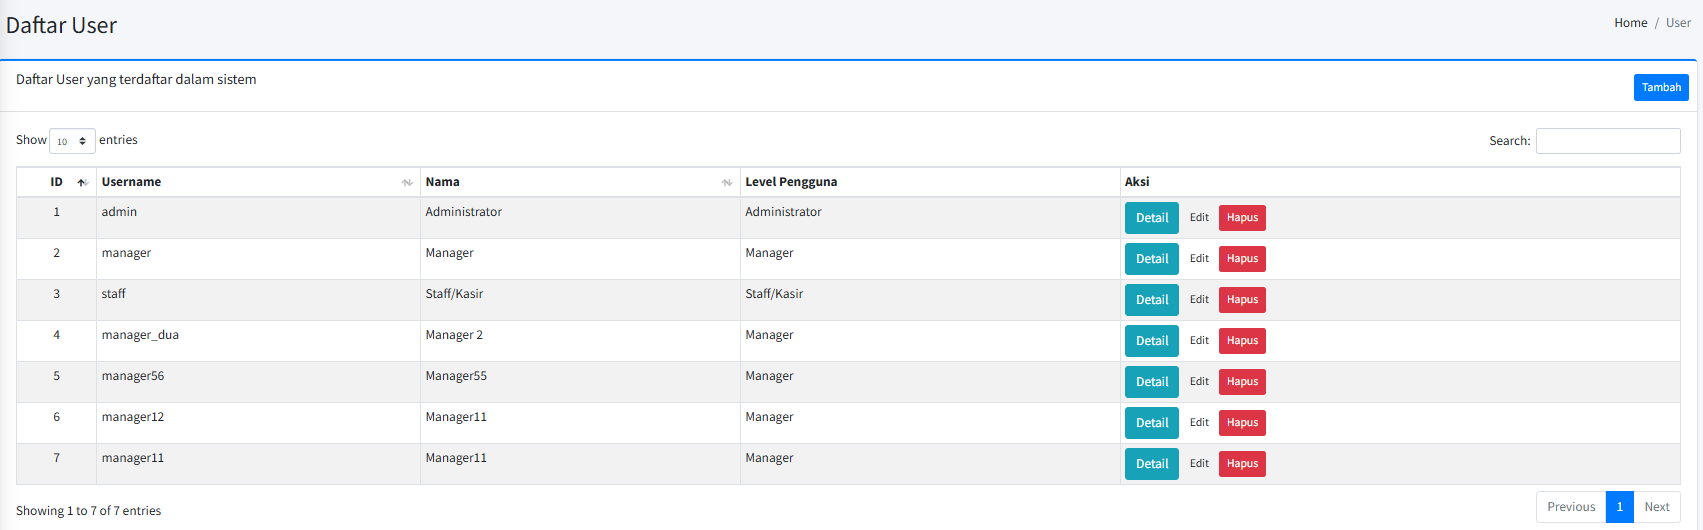 Daftar User
Home / User
Daftar User yang terdaftar dalam sistem
Tambah
Show 10 entries
Search:
ID Username Nama Level Pengguna Aksi
1 admin Administrator Administrator Detail Edit Hapus
2 manager Manager Manager Detail Edit Hapus
3 staff Staff/Kasir Staff/Kasir Detail Edit Hapus
4 manager_dua Manager 2 Manager Detail Edit Hapus
5 manager56 Manager55 Manager Detail Edit Hapus
6 manager12 Manager11 Manager Detail Edit Hapus
7 manager11 Manager11 Manager Detail Edit Hapus
Showing 1 to 7 of 7 entries
Previous 1 Next